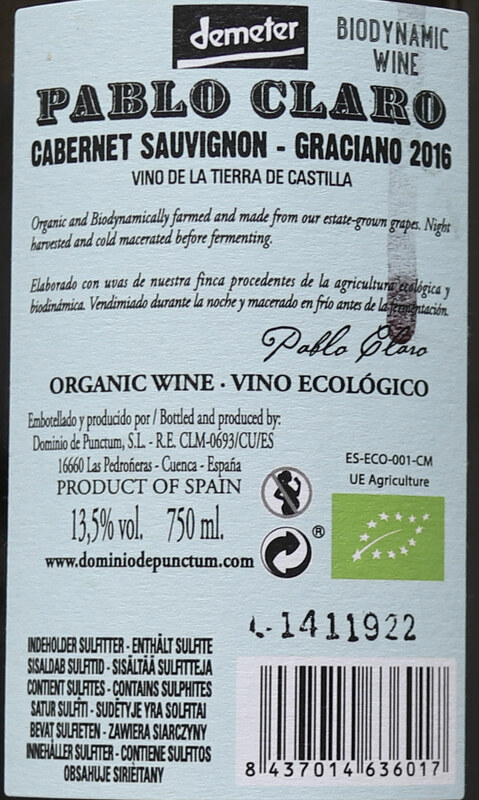 demeter
BIODYNAMIC
WINE
PABLO CLARO
CABERNET SAUVIGNON - GRACIANO 2016
VINO DE LA TIERRA DE CASTILLA
Organic and Biodynamically farmed and made from our estate-grown grapes. Night
harvested and cold macerated before fermenting.
Elaborado con uvas de nuestra finca procedentes de la agricultura ecológica y
biodinámica. Vendimiado durante la noche y macerado en frío antes de la fermentación.
Pablo Claro
ORGANIC WINE · VINO ECOLÓGICO
Embotellado y producido por / Bottled and produced by:
Dominio de Punctum, S.L. - R.E. CLM-0693/CU/ES
16660 Las Pedroñeras - Cuenca - España
PRODUCT OF SPAIN
13,5% vol. 750 ml.
www.dominiodepunctum.com
ES-ECO-001-CM
UE Agriculture
®
L-1411922
INDEHOLDER SULFITTER - ENTHÄLT SULFITE
SISALDAB SULFITID - SISÄLTÄÄ SULFITTEJA
CONTIENT SULFITES - CONTAINS SULPHITES
SATUR SULFĪTI - SUDĖTYJE YRA SOLFITAI
BEVAT SULFIETEN - ZAWIERA SIARCZYNY
INNEHÅLLER SULFITER - CONTIENE SULFITOS
OBSAHUJE SIRIEITANY
8 437014 636017